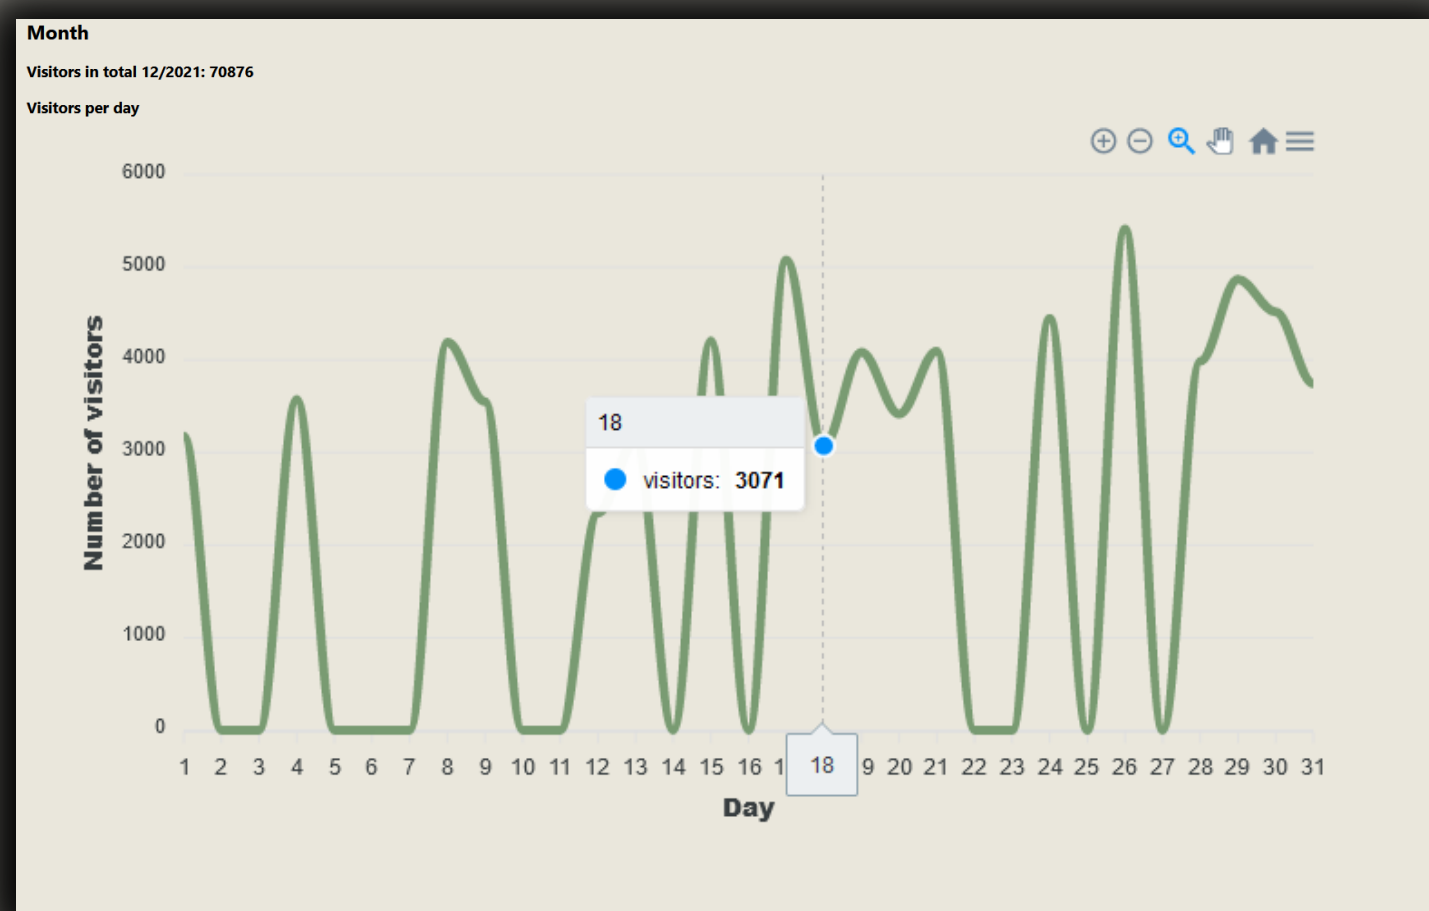 Month
Visitors in total 12/2021: 70876
Visitors per day
6000
5000
4000
3000
2000
1000
0
Number of visitors
18
visitors: 3071
1 2 3 4 5 6 7 8 9 10 11 12 13 14 15 16 1 18 9 20 21 22 23 24 25 26 27 28 29 30 31
Day